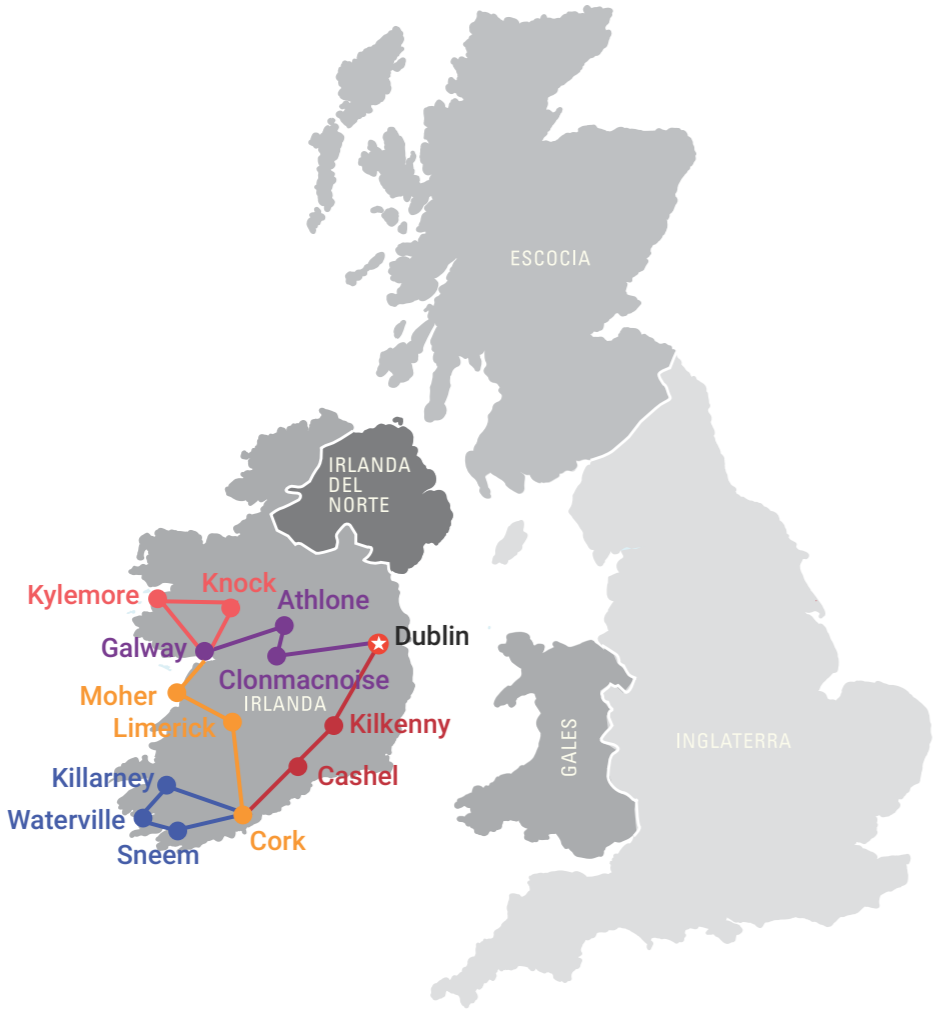 ESCOCIA
IRLANDA
DEL
NORTE
Knock
Kylemore
Athlone
Dublin
Galway
Clonmacnoise
Moher
IRLANDA
Limerick
Kilkenny
GALES
INGLATERRA
Killarney
Cashel
Waterville
Cork
Sneem